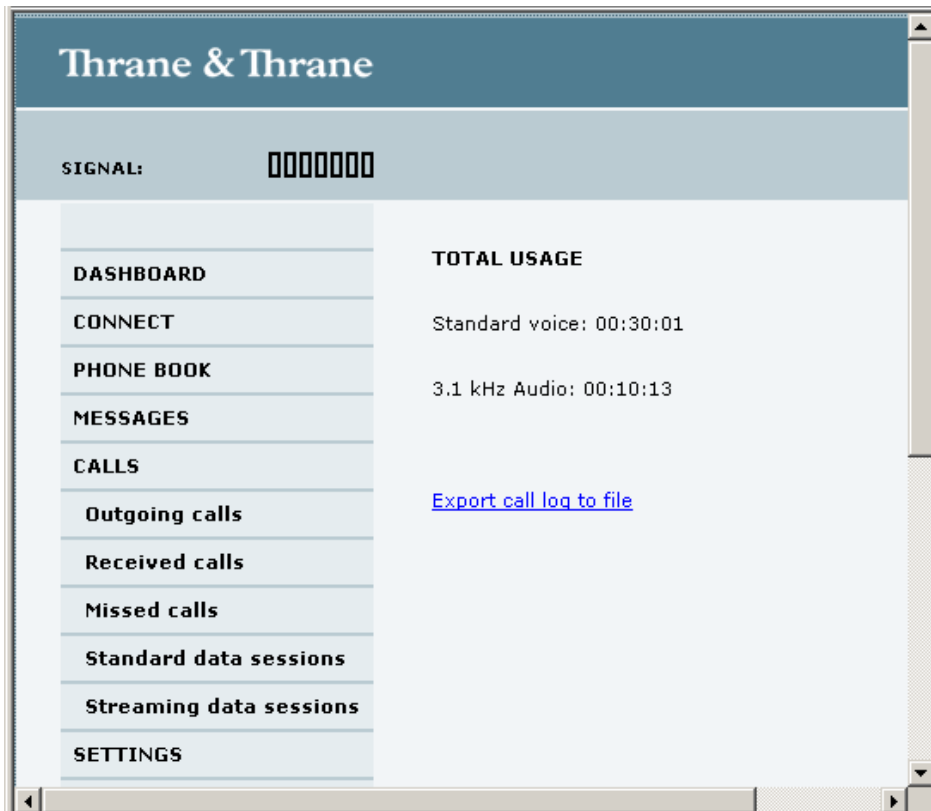 Thrane & Thrane
SIGNAL:
DASHBOARD
CONNECT
PHONE BOOK
MESSAGES
CALLS
Outgoing calls
Received calls
Missed calls
Standard data sessions
Streaming data sessions
SETTINGS
TOTAL USAGE
Standard voice: 00:30:01
3.1 kHz Audio: 00:10:13
Export call log to file